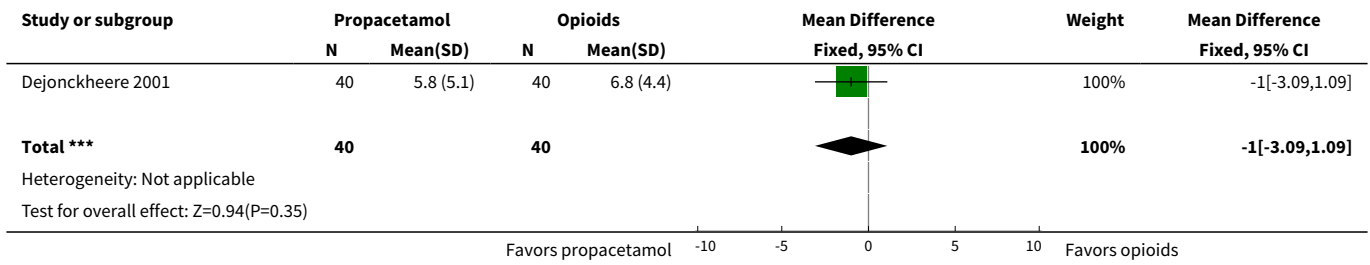 Study or subgroup Propacetamol Opioids Mean Difference Weight Mean Difference
N Mean(SD) N Mean(SD) Fixed, 95% CI Fixed, 95% CI
Dejonckheere 2001 40 5.8 (5.1) 40 6.8 (4.4) 100% -1[-3.09,1.09]
Total *** 40 40 100% -1[-3.09,1.09]
Heterogeneity: Not applicable
Test for overall effect: Z=0.94(P=0.35)
Favors propacetamol -10 -5 0 5 10 Favors opioids